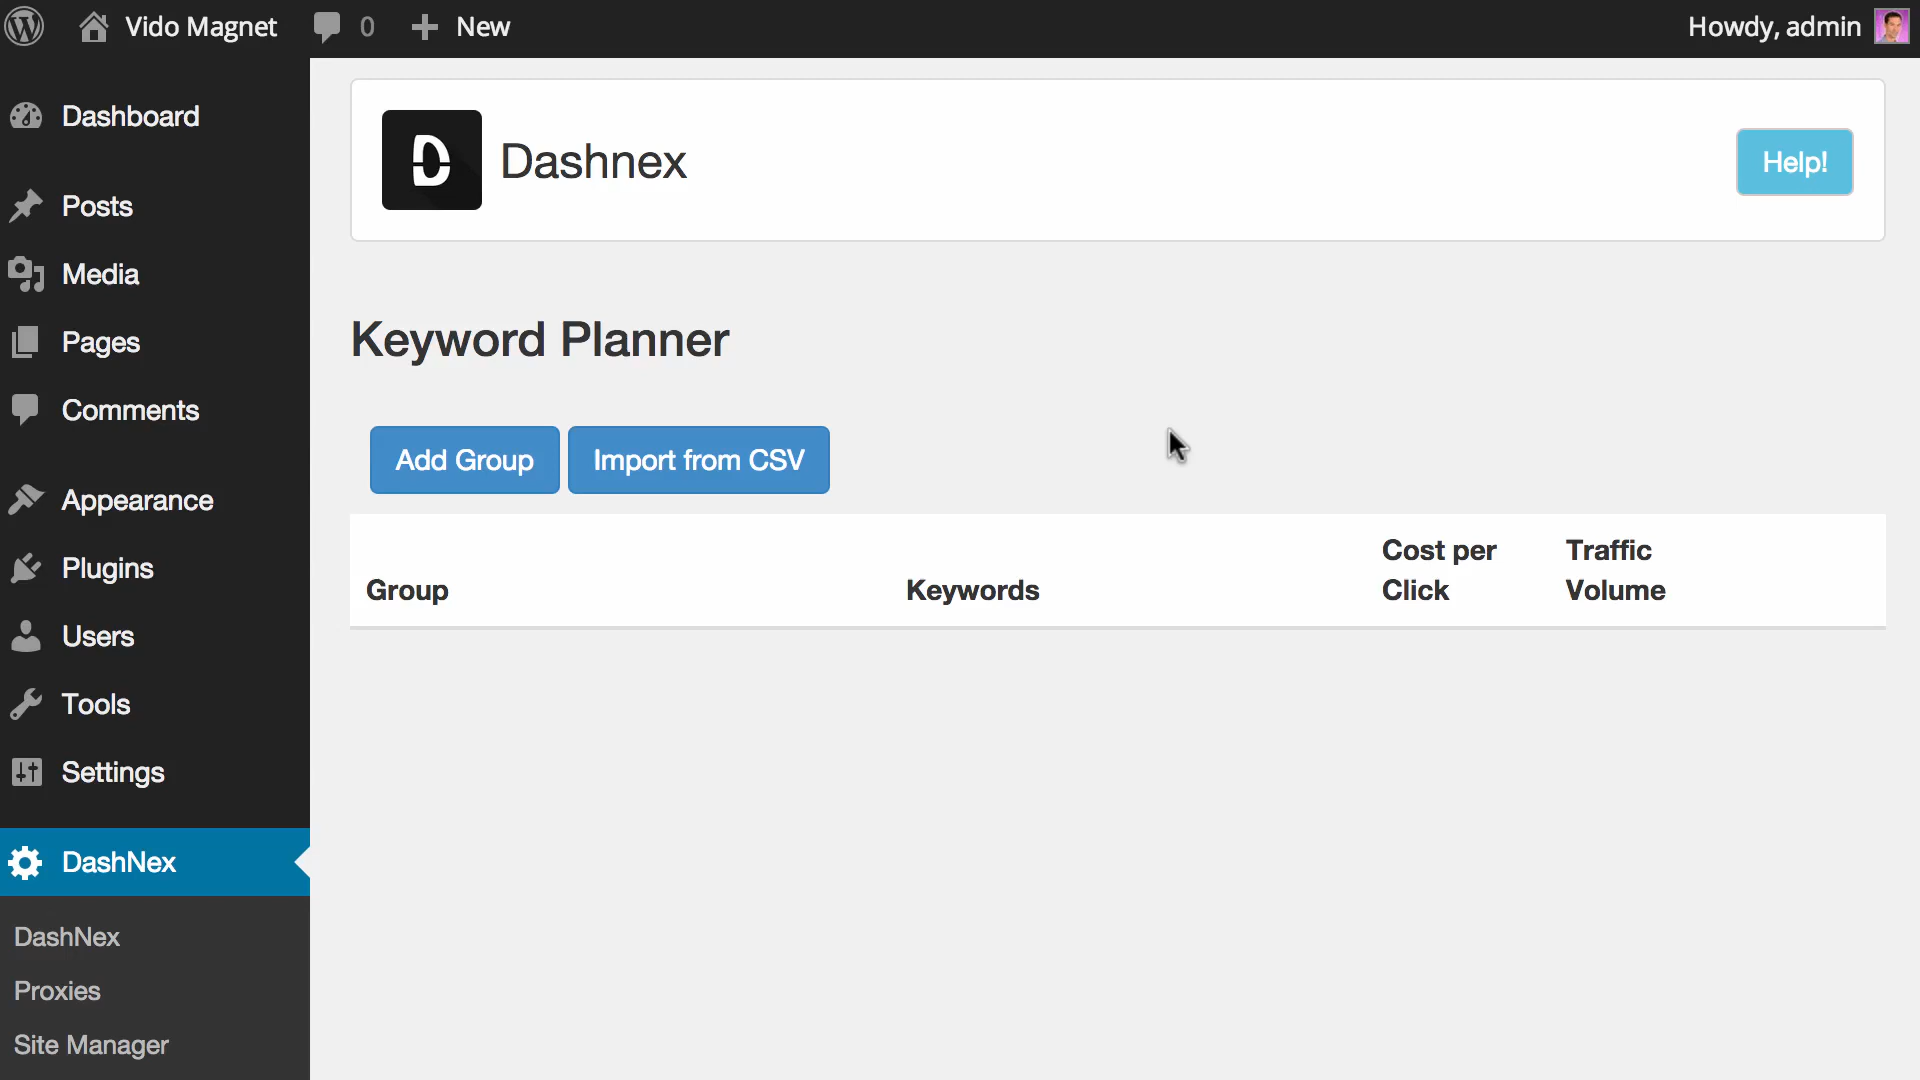 Vido Magnet 0 New Howdy, admin
Dashboard
Posts
Media
Pages
Comments
Appearance
Plugins
Users
Tools
Settings
DashNex
DashNex
Proxies
Site Manager
D Dashnex Help!
Keyword Planner
Add Group Import from CSV
Group Keywords Cost per Click Traffic Volume